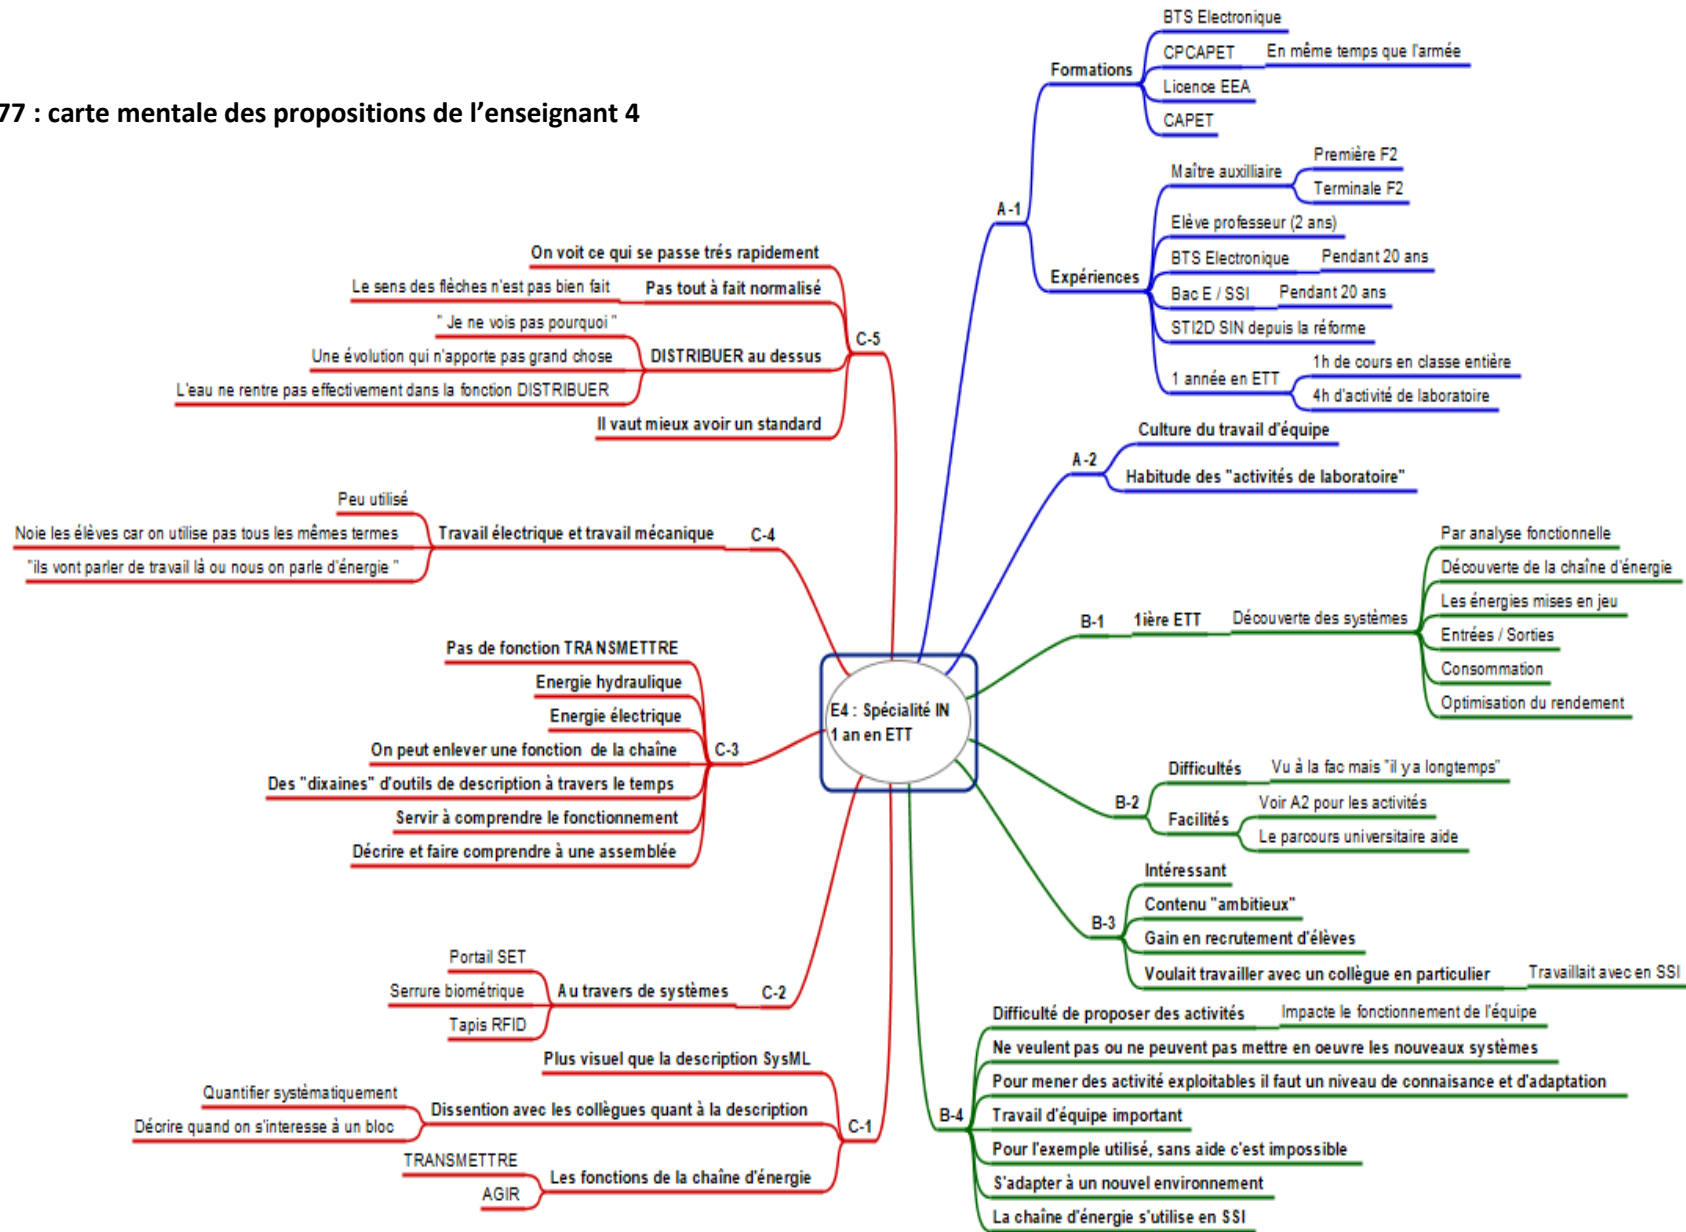 77 : carte mentale des propositions de l'enseignant 4
E4 : Spécialité IN
1 an en ETT
A-1
Formations
BTS Electronique
CPCAPET
En même temps que l'armée
Licence EEA
CAPET
Expériences
Maître auxilliaire
Première F2
Terminale F2
Elève professeur (2 ans)
BTS Electronique
Pendant 20 ans
Bac E / SSI
Pendant 20 ans
STI2D SIN depuis la réforme
1 année en ETT
1h de cours en classe entière
4h d'activité de laboratoire
A-2
Culture du travail d'équipe
Habitude des "activités de laboratoire"
B-1
1ière ETT
Découverte des systèmes
Par analyse fonctionnelle
Découverte de la chaîne d'énergie
Les énergies mises en jeu
Entrées / Sorties
Consommation
Optimisation du rendement
B-2
Difficultés
Vu à la fac mais "il y a longtemps"
Facilités
Voir A2 pour les activités
Le parcours universitaire aide
B-3
Intéressant
Contenu "ambitieux"
Gain en recrutement d'élèves
Voulait travailler avec un collègue en particulier
Travaillait avec en SSI
B-4
Difficulté de proposer des activités
Impacte le fonctionnement de l'équipe
Ne veulent pas ou ne peuvent pas mettre en oeuvre les nouveaux systèmes
Pour mener des activité exploitables il faut un niveau de connaisance et d'adaptation
Travail d'équipe important
Pour l'exemple utilisé, sans aide c'est impossible
S'adapter à un nouvel environnement
La chaîne d'énergie s'utilise en SSI
C-5
On voit ce qui se passe trés rapidement
Pas tout à fait normalisé
Le sens des flèches n'est pas bien fait
DISTRIBUER au dessus
" Je ne vois pas pourquoi "
Une évolution qui n'apporte pas grand chose
L'eau ne rentre pas effectivement dans la fonction DISTRIBUER
Il vaut mieux avoir un standard
C-4
Travail électrique et travail mécanique
Peu utilisé
Noie les élèves car on utilise pas tous les mêmes termes
"ils vont parler de travail là ou nous on parle d'énergie "
C-3
Pas de fonction TRANSMETTRE
Energie hydraulique
Energie électrique
On peut enlever une fonction de la chaîne
Des "dixaines" d'outils de description à travers le temps
Servir à comprendre le fonctionnement
Décrire et faire comprendre à une assemblée
C-2
Au travers de systèmes
Portail SET
Serrure biométrique
Tapis RFID
C-1
Plus visuel que la description SysML
Dissention avec les collègues quant à la description
Quantifier systèmatiquement
Décrire quand on s'interesse à un bloc
Les fonctions de la chaîne d'énergie
TRANSMETTRE
AGIR